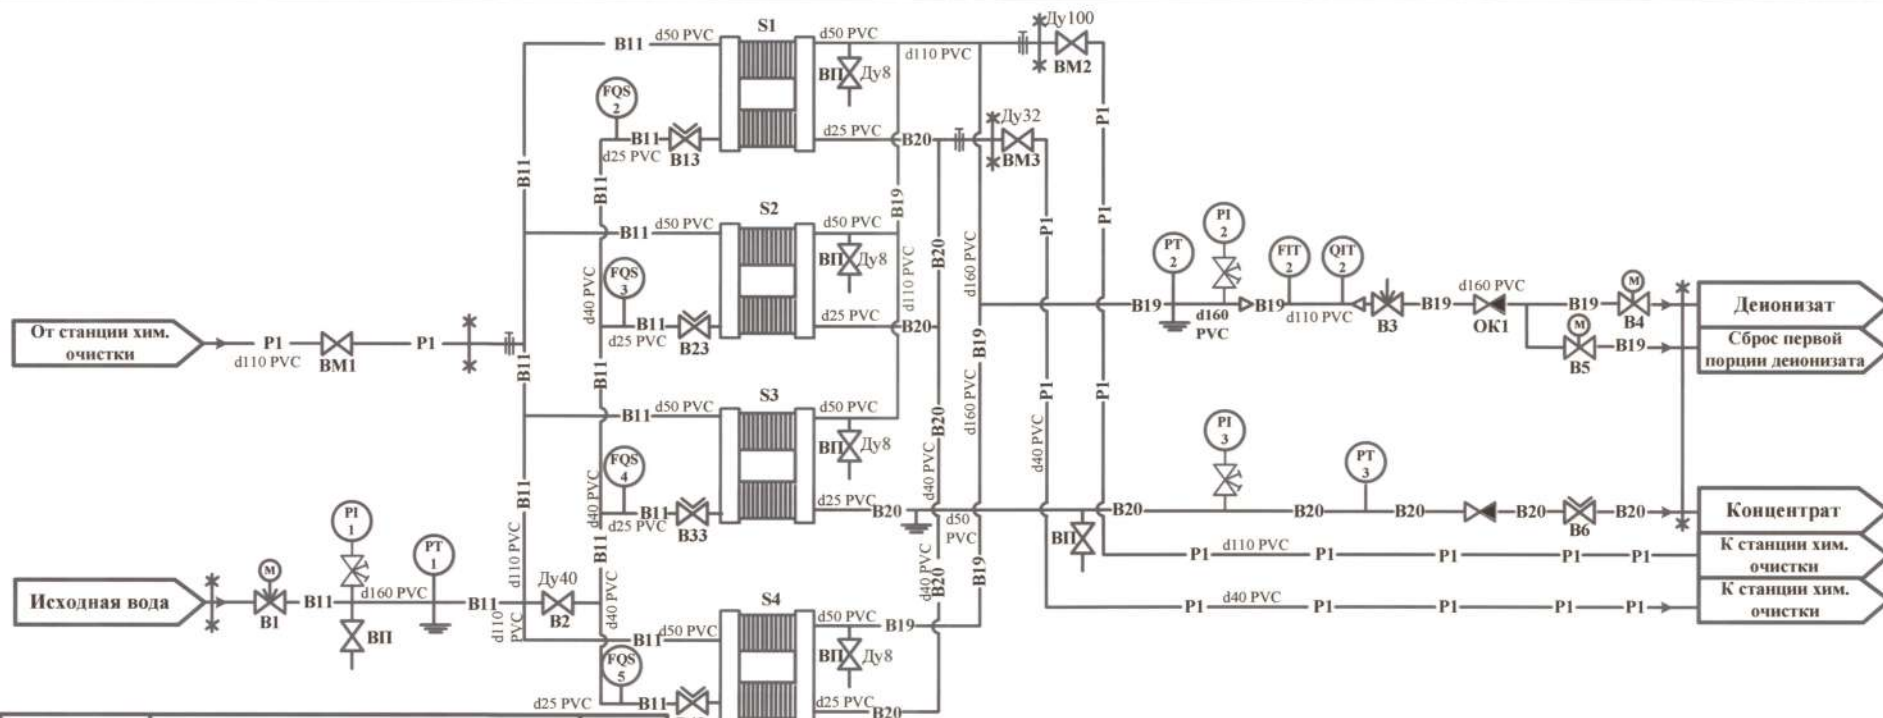 S1
B11
d50 PVC
d50 PVC
ВП
Ду8
d110 PVC
Ду100
ВМ2
FQS
2
B11
d25 PVC
B13
d25 PVC
B20
Ду32
ВМ3
P1
B11
B11
B19
P1
P1
S2
B11
d50 PVC
d50 PVC
ВП
Ду8
d110 PVC
B20
d160 PVC
d40 PVC
FQS
3
B11
d25 PVC
B23
d25 PVC
B20
PT
2
PI
2
FIT
2
QIT
2
B19
d160
PVC
B19
d110 PVC
B3
B19
d160 PVC
ОК1
B19
M
B4
Деионизат
M
B5
B19
Сброс первой
порции деионизата
От станции хим.
очистки
P1
d110 PVC
ВМ1
P1
B11
B11
B19
P1
P1
S3
B11
d50 PVC
d50 PVC
ВП
Ду8
B20
d160 PVC
d40 PVC
d40 PVC
d40 PVC
FQS
4
B11
d25 PVC
B33
B11
d25 PVC
B20
d50
PVC
PI
3
PT
3
ВП
B20
B20
B20
B20
B6
B20
Концентрат
P1
d110 PVC
P1
P1
P1
P1
К станции хим.
очистки
P1
d40 PVC
P1
P1
P1
P1
К станции хим.
очистки
Исходная вода
M
B1
B11
PI
1
ВП
d160 PVC
PT
1
B11
d110 PVC
d110
PVC
Ду40
B2
B11
d40 PVC
d40 PVC
B20
B19
S4
B11
d50 PVC
d50 PVC
B19
ВП
Ду8
FQS
5
d25 PVC
B11
d25 PVC
B20